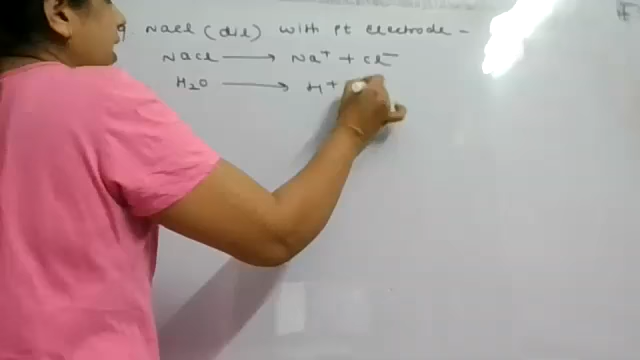 NaCl (dil) with Pt electrode -
NaCl ⟶ Na⁺ + Cl⁻
H₂O ⟶ H⁺